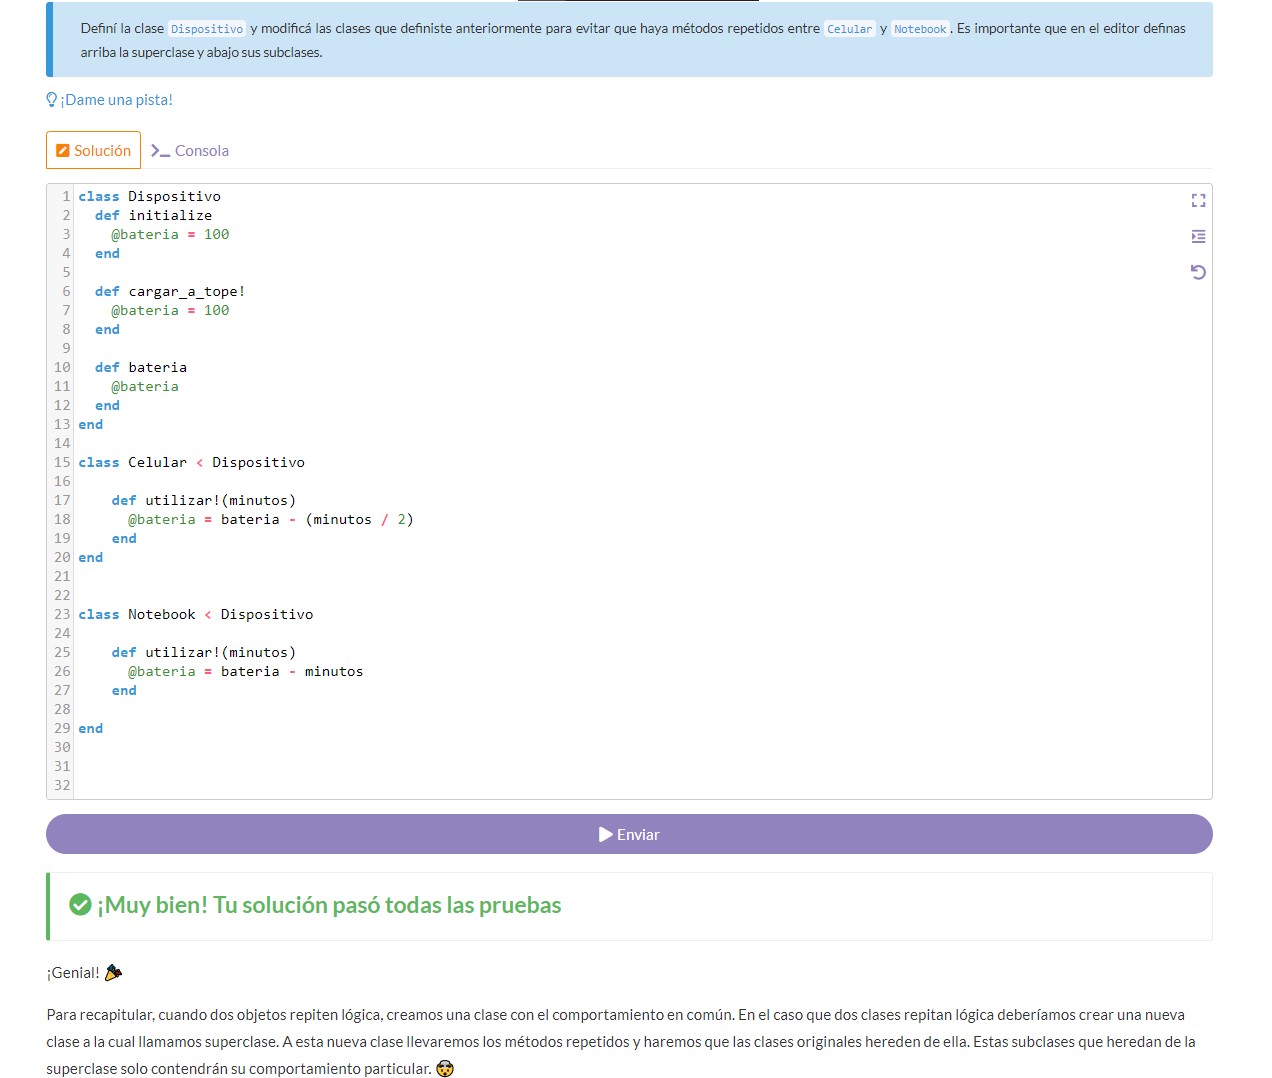 Definí la clase Dispositivo y modificá las clases que definiste anteriormente para evitar que haya métodos repetidos entre Celular y Notebook. Es importante que en el editor definas
arriba la superclase y abajo sus subclases.
¡Dame una pista!
Solución
Consola
1 class Dispositivo
2   def initialize
3     @bateria = 100
4   end
5
6   def cargar_a_tope!
7     @bateria = 100
8   end
9
10   def bateria
11     @bateria
12   end
13 end
14
15 class Celular < Dispositivo
16
17     def utilizar!(minutos)
18       @bateria = bateria - (minutos / 2)
19     end
20 end
21
22
23 class Notebook < Dispositivo
24
25     def utilizar!(minutos)
26       @bateria = bateria - minutos
27     end
28
29 end
30
31
32
Enviar
¡Muy bien! Tu solución pasó todas las pruebas
¡Genial!
Para recapitular, cuando dos objetos repiten lógica, creamos una clase con el comportamiento en común. En el caso que dos clases repitan lógica deberíamos crear una nueva
clase a la cual llamamos superclase. A esta nueva clase llevaremos los métodos repetidos y haremos que las clases originales hereden de ella. Estas subclases que heredan de la
superclase solo contendrán su comportamiento particular.